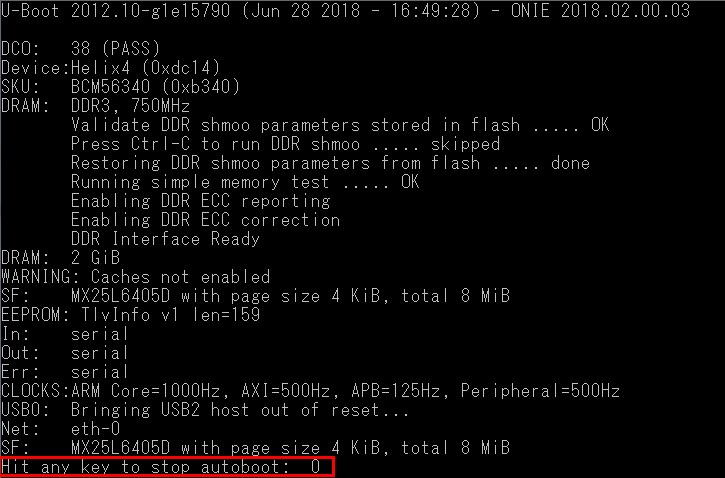 U-Boot 2012.10-g1e15790 (Jun 28 2018 - 16:49:28) - ONIE 2018.02.00.03
DCO:   38 (PASS)
Device:Helix4 (0xdc14)
SKU:   BCM56340 (0xb340)
DRAM:  DDR3, 750MHz
Validate DDR shmoo parameters stored in flash ..... OK
Press Ctrl-C to run DDR shmoo ..... skipped
Restoring DDR shmoo parameters from flash ..... done
Running simple memory test ..... OK
Enabling DDR ECC reporting
Enabling DDR ECC correction
DDR Interface Ready
DRAM:  2 GiB
WARNING: Caches not enabled
SF:    MX25L6405D with page size 4 KiB, total 8 MiB
EEPROM: TlvInfo v1 len=159
In:    serial
Out:   serial
Err:   serial
CLOCKS:ARM Core=1000Hz, AXI=500Hz, APB=125Hz, Peripheral=500Hz
USB0:  Bringing USB2 host out of reset...
Net:   eth-0
SF:    MX25L6405D with page size 4 KiB, total 8 MiB
Hit any key to stop autoboot:  0